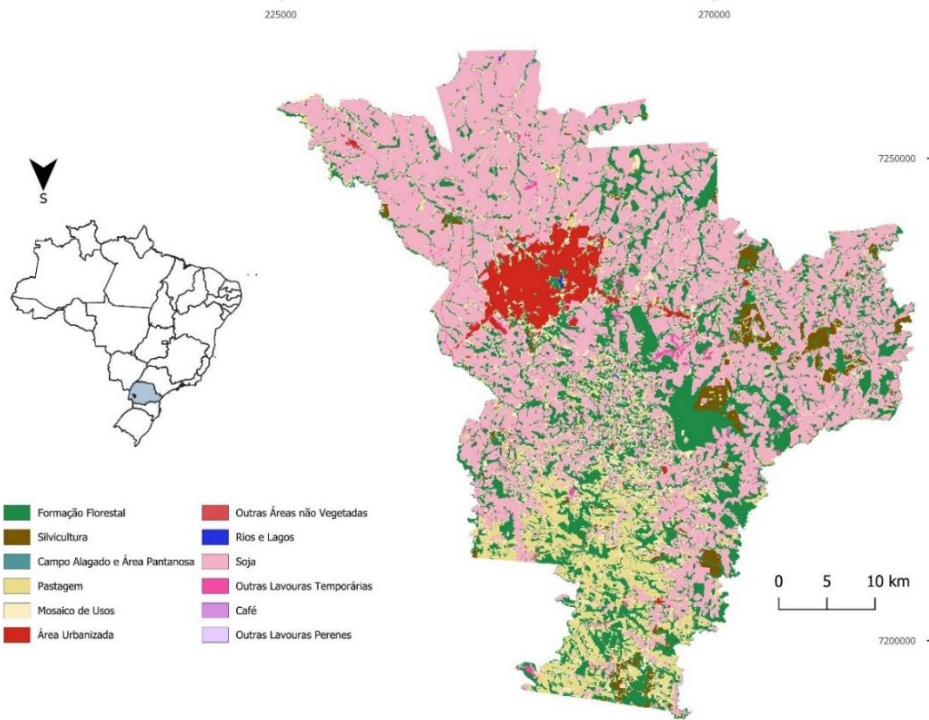 225000 270000
7250000
S
Formação Florestal
Silvicultura
Campo Alagado e Área Pantanosa
Pastagem
Mosaico de Usos
Área Urbanizada
Outras Áreas não Vegetadas
Rios e Lagos
Soja
Outras Lavouras Temporárias
Café
Outras Lavouras Perenes
0 5 10 km
7200000